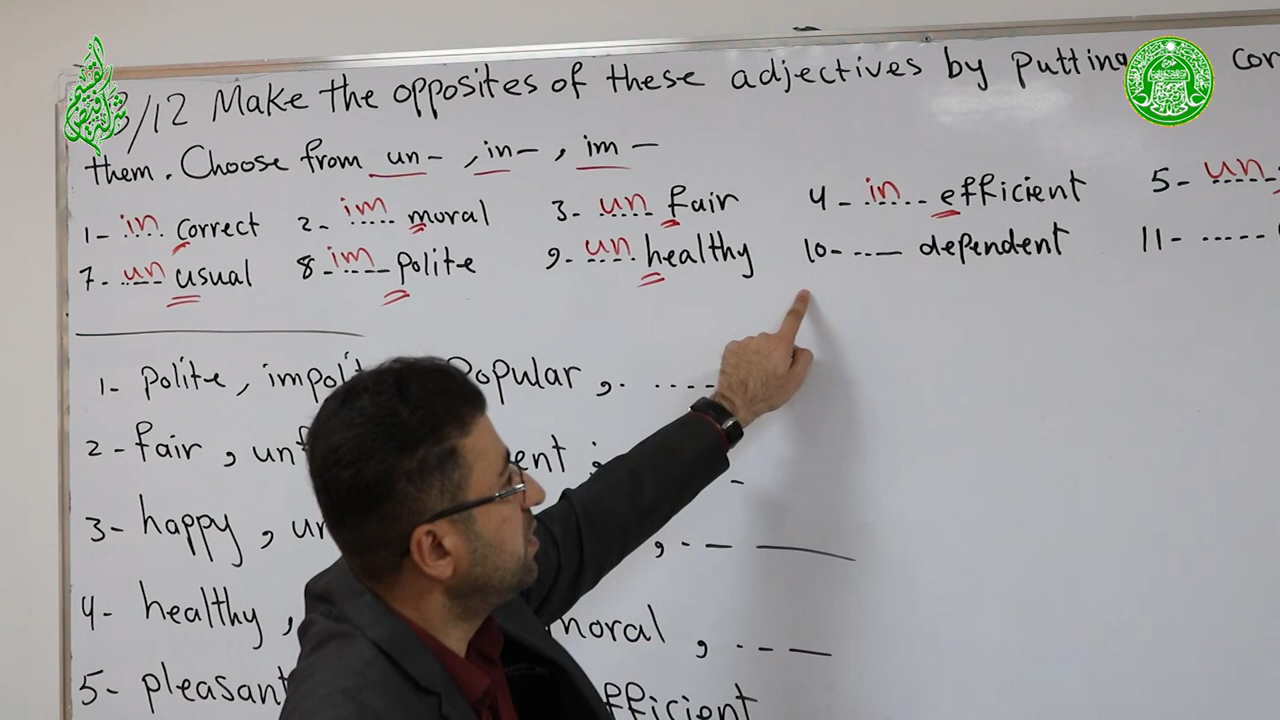 3/12 Make the opposites of these adjectives by putting
them. Choose from un-, in-, im-
1- in correct 2- im moral 3- un fair 4- in efficient 5- un
7- un usual 8- im polite 9- un healthy 10- .... dependent 11- .....
1- polite, Popular, ....
2- fair,
3- happy,
4- healthy, moral, ....
5- pleasant